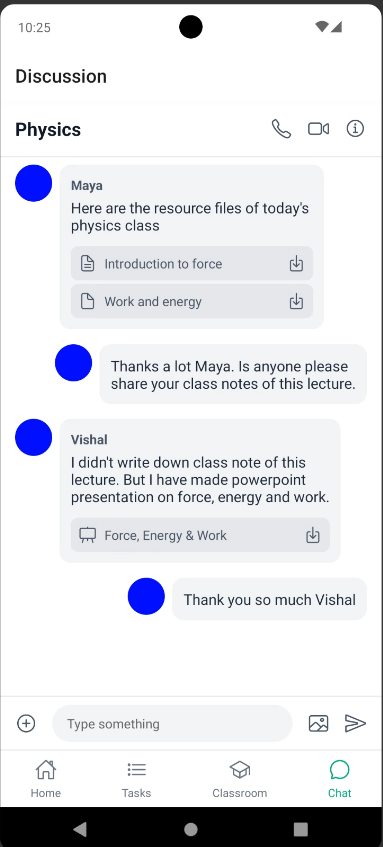 10:25
Discussion
Physics
Maya
Here are the resource files of today's
physics class
Introduction to force
Work and energy
Thanks a lot Maya. Is anyone please
share your class notes of this lecture.
Vishal
I didn't write down class note of this
lecture. But I have made powerpoint
presentation on force, energy and work.
Force, Energy & Work
Thank you so much Vishal
Type something
Home
Tasks
Classroom
Chat